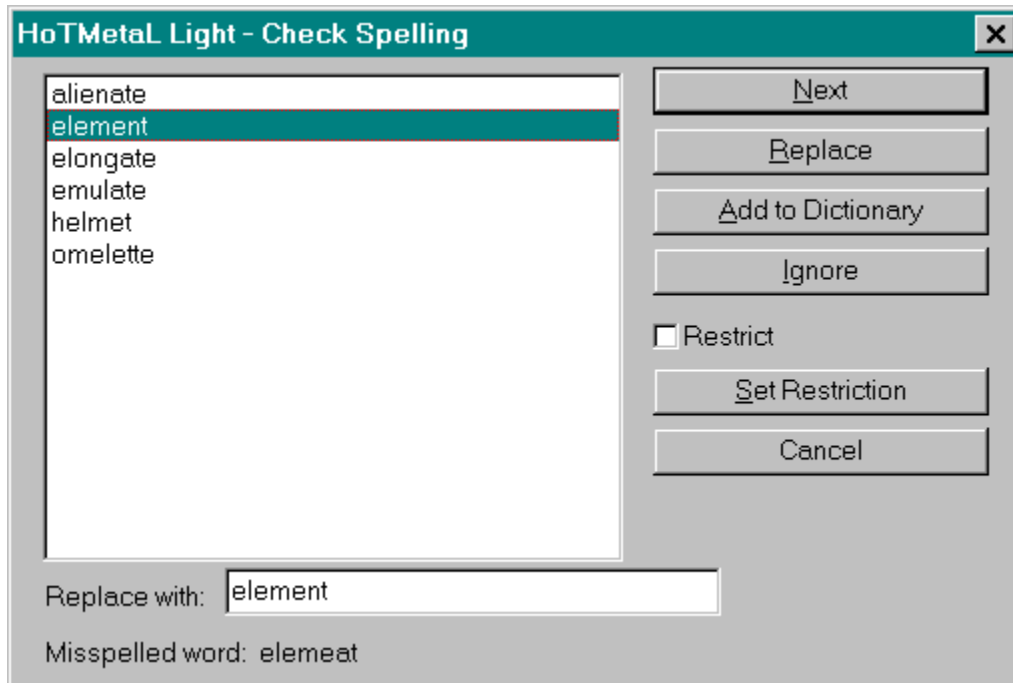 HoTMetaL Light - Check Spelling
alienate
element
elongate
emulate
helmet
omelette
Next
Replace
Add to Dictionary
Ignore
Restrict
Set Restriction
Cancel
Replace with: element
Misspelled word: elemeat